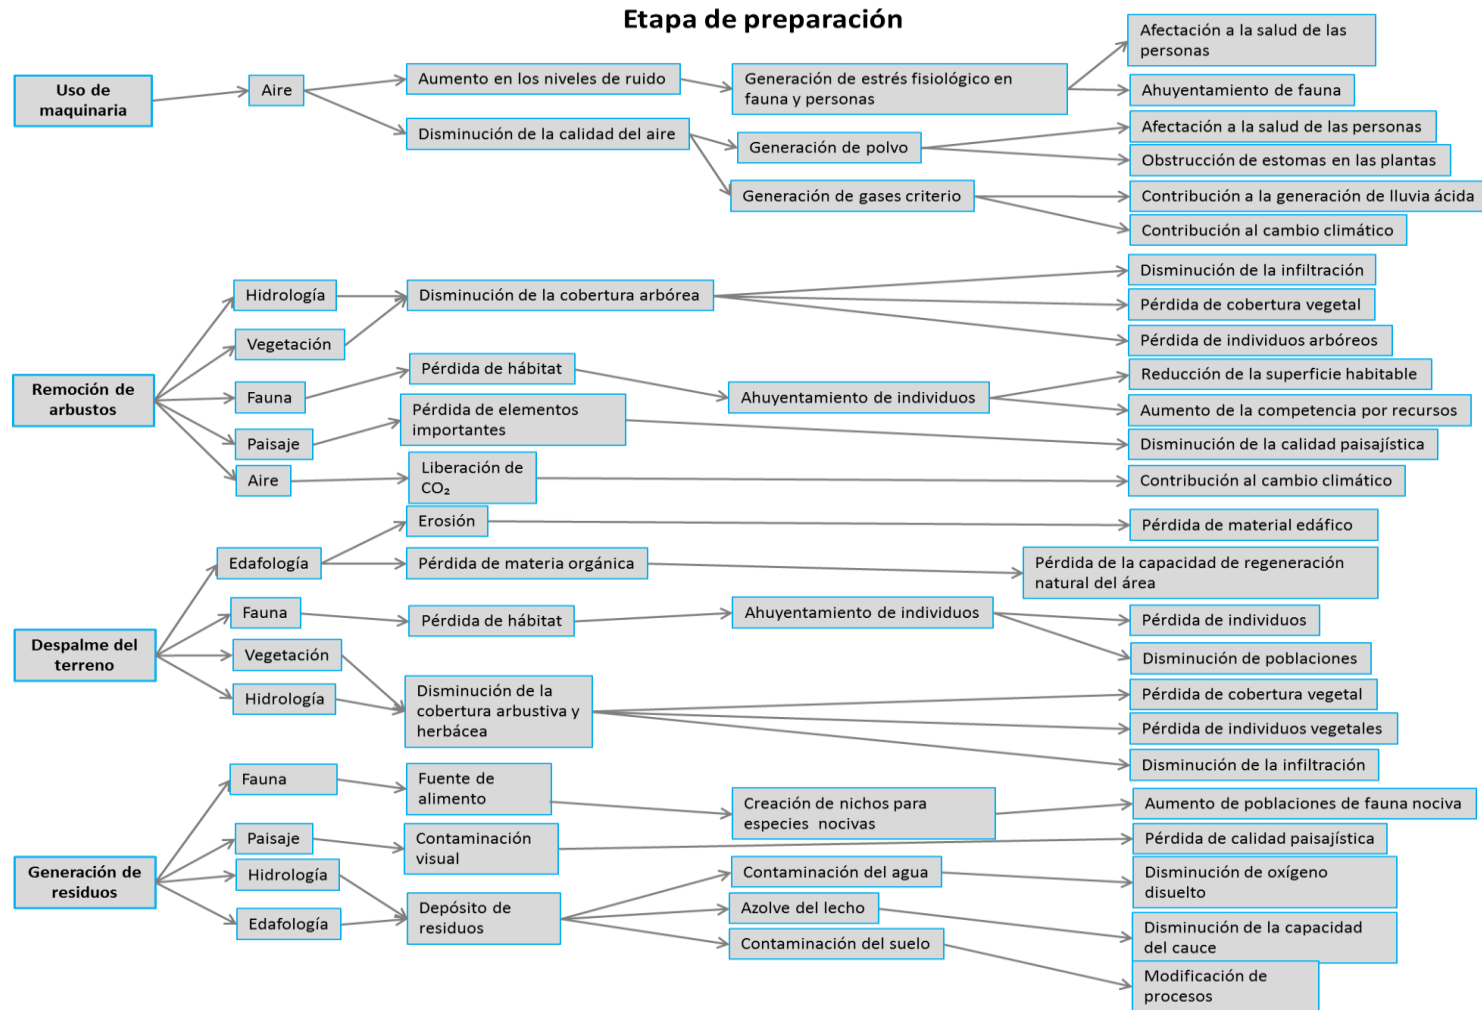 Etapa de preparación
Uso de
maquinaria
Aire
Aumento en los niveles de ruido
Generación de estrés fisiológico en
fauna y personas
Afectación a la salud de las
personas
Ahuyentamiento de fauna
Disminución de la calidad del aire
Generación de polvo
Afectación a la salud de las personas
Obstrucción de estomas en las plantas
Generación de gases criterio
Contribución a la generación de lluvia ácida
Contribución al cambio climático
Remoción de
arbustos
Hidrología
Vegetación
Disminución de la cobertura arbórea
Disminución de la infiltración
Pérdida de cobertura vegetal
Pérdida de individuos arbóreos
Fauna
Pérdida de hábitat
Ahuyentamiento de individuos
Reducción de la superficie habitable
Aumento de la competencia por recursos
Paisaje
Pérdida de elementos
importantes
Disminución de la calidad paisajística
Aire
Liberación de
CO₂
Contribución al cambio climático
Despalme del
terreno
Edafología
Erosión
Pérdida de material edáfico
Pérdida de materia orgánica
Pérdida de la capacidad de regeneración
natural del área
Fauna
Pérdida de hábitat
Ahuyentamiento de individuos
Pérdida de individuos
Disminución de poblaciones
Vegetación
Hidrología
Disminución de la
cobertura arbustiva y
herbácea
Pérdida de cobertura vegetal
Pérdida de individuos vegetales
Disminución de la infiltración
Generación de
residuos
Fauna
Fuente de
alimento
Creación de nichos para
especies nocivas
Aumento de poblaciones de fauna nociva
Paisaje
Contaminación
visual
Pérdida de calidad paisajística
Hidrología
Edafología
Depósito de
residuos
Contaminación del agua
Disminución de oxígeno
disuelto
Azolve del lecho
Disminución de la capacidad
del cauce
Contaminación del suelo
Modificación de
procesos